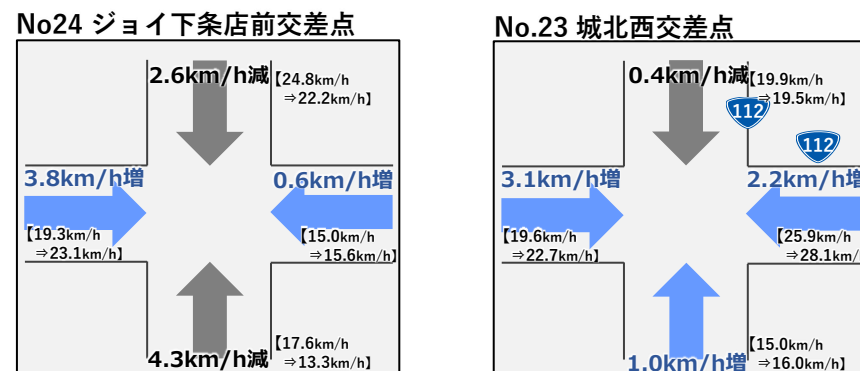 No24 ジョイ下条店前交差点
2.6km/h減
【24.8km/h
⇒22.2km/h】
3.8km/h増
【19.3km/h
⇒23.1km/h】
0.6km/h増
【15.0km/h
⇒15.6km/h】
4.3km/h減
【17.6km/h
⇒13.3km/h】
No.23 城北西交差点
0.4km/h減
【19.9km/h
⇒19.5km/h】
112
112
3.1km/h増
【19.6km/h
⇒22.7km/h】
2.2km/h増
【25.9km/h
⇒28.1km/
1.0km/h増
【15.0km/h
⇒16.0km/h】